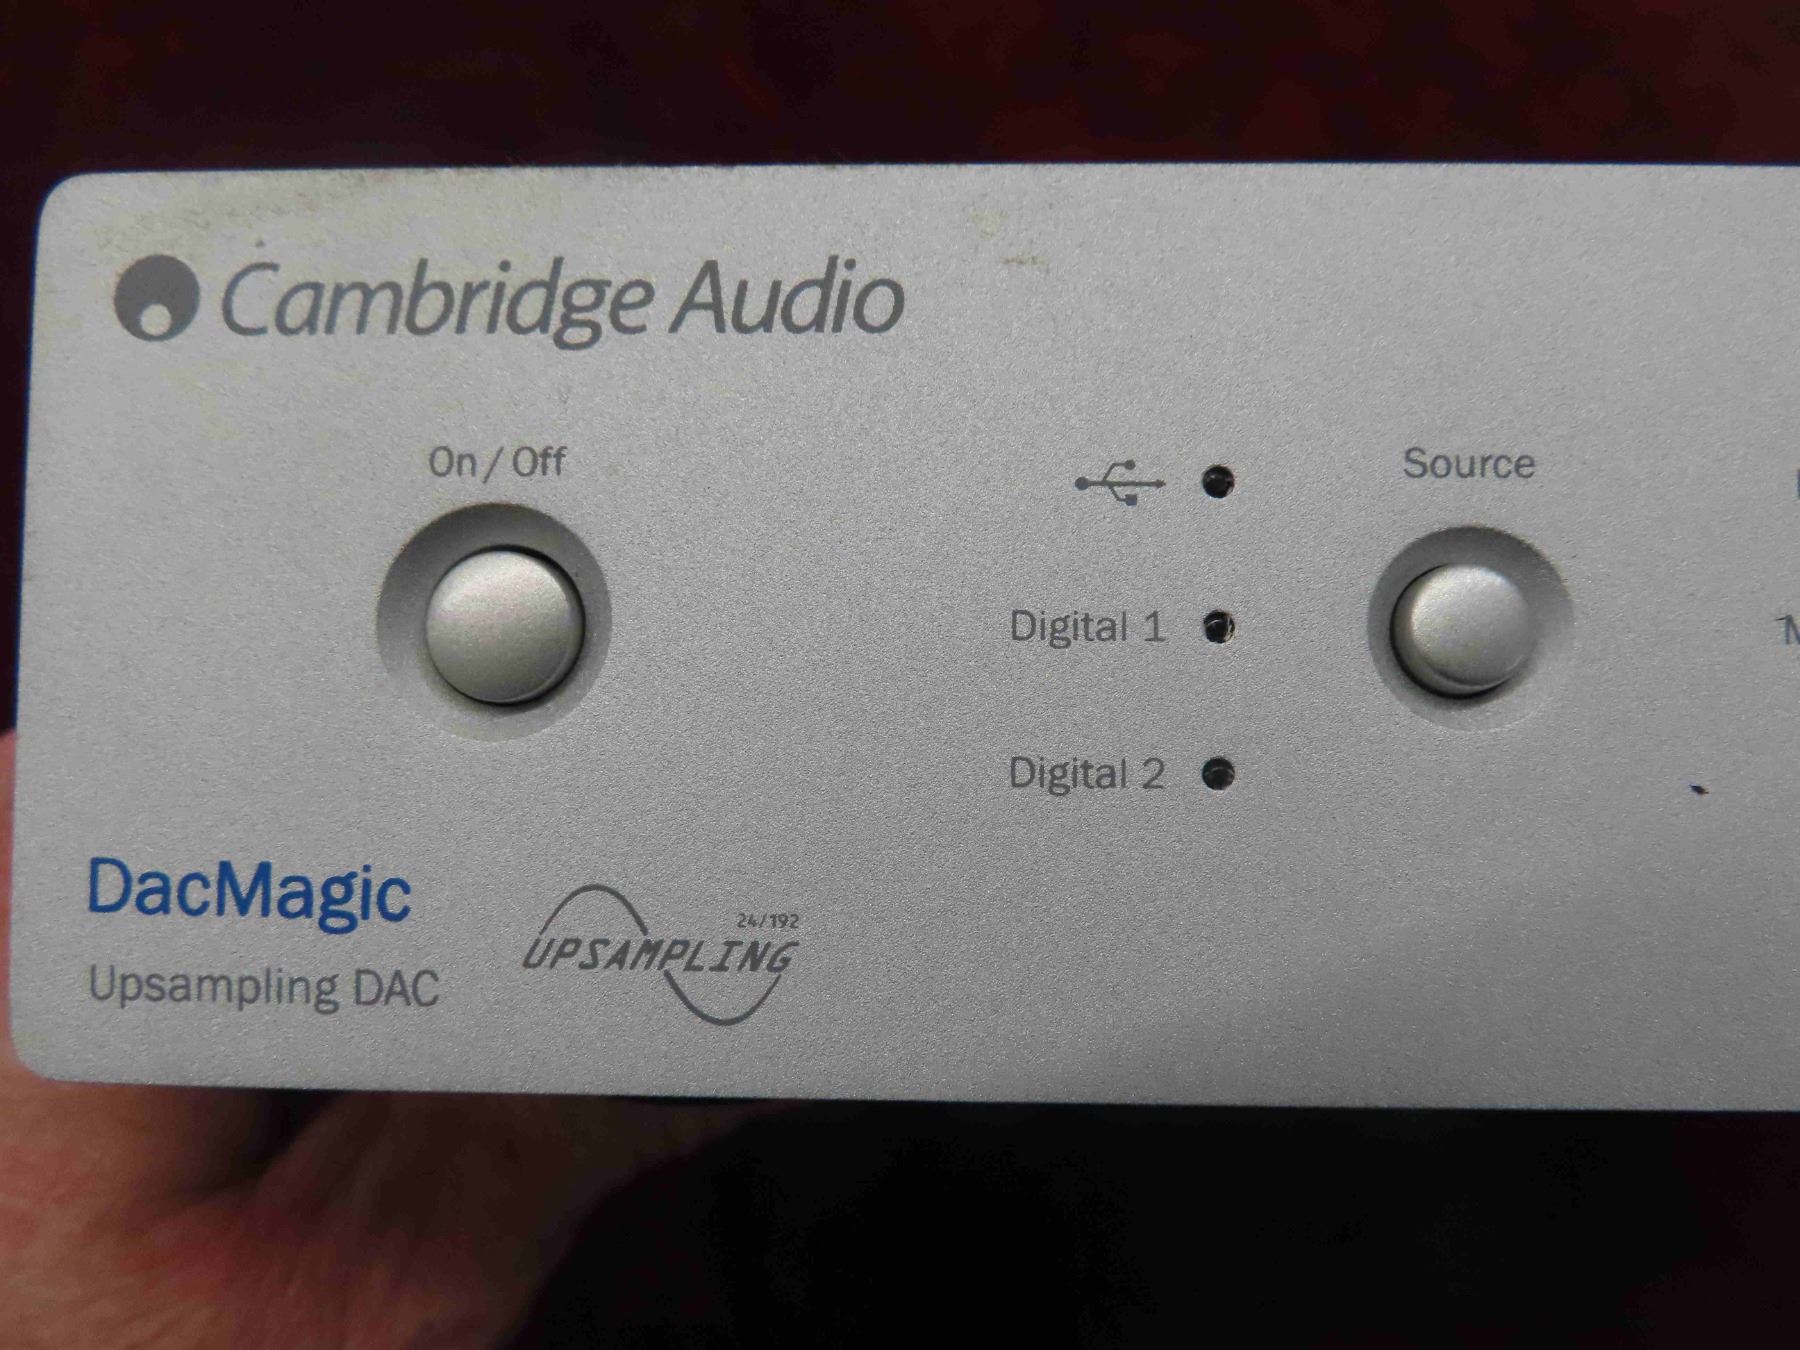 Cambridge Audio
On / Off
Source
Digital 1
Digital 2
DacMagic
Upsampling DAC
24/192
UPSAMPLING